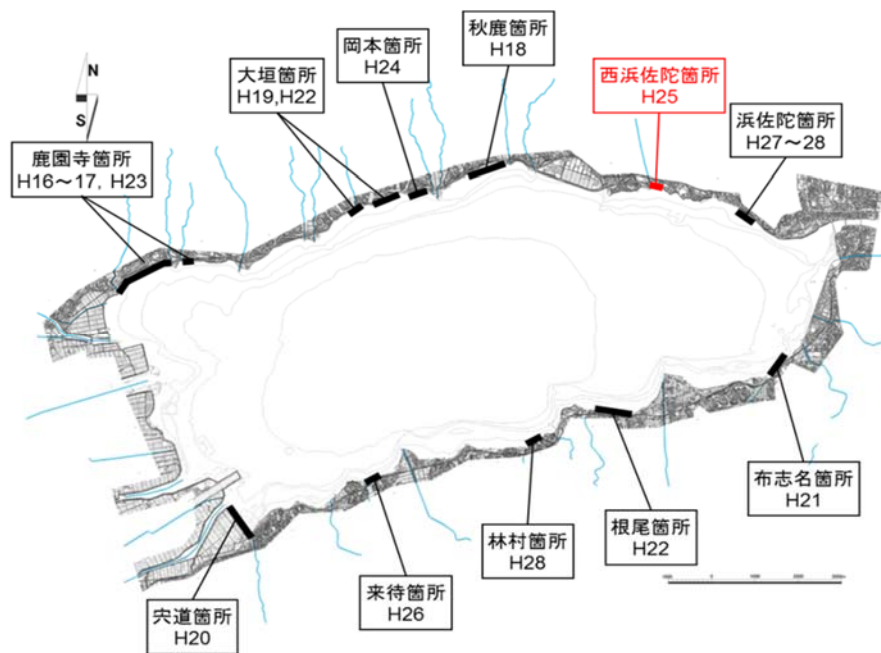 N
S
鹿園寺箇所
H16～17, H23
大垣箇所
H19,H22
岡本箇所
H24
秋鹿箇所
H18
西浜佐陀箇所
H25
浜佐陀箇所
H27～28
宍道箇所
H20
来待箇所
H26
林村箇所
H28
根尾箇所
H22
布志名箇所
H21